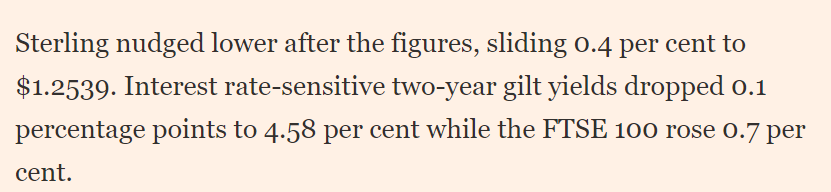 Sterling nudged lower after the figures, sliding 0.4 per cent to
$1.2539. Interest rate-sensitive two-year gilt yields dropped 0.1
percentage points to 4.58 per cent while the FTSE 100 rose 0.7 per
cent.